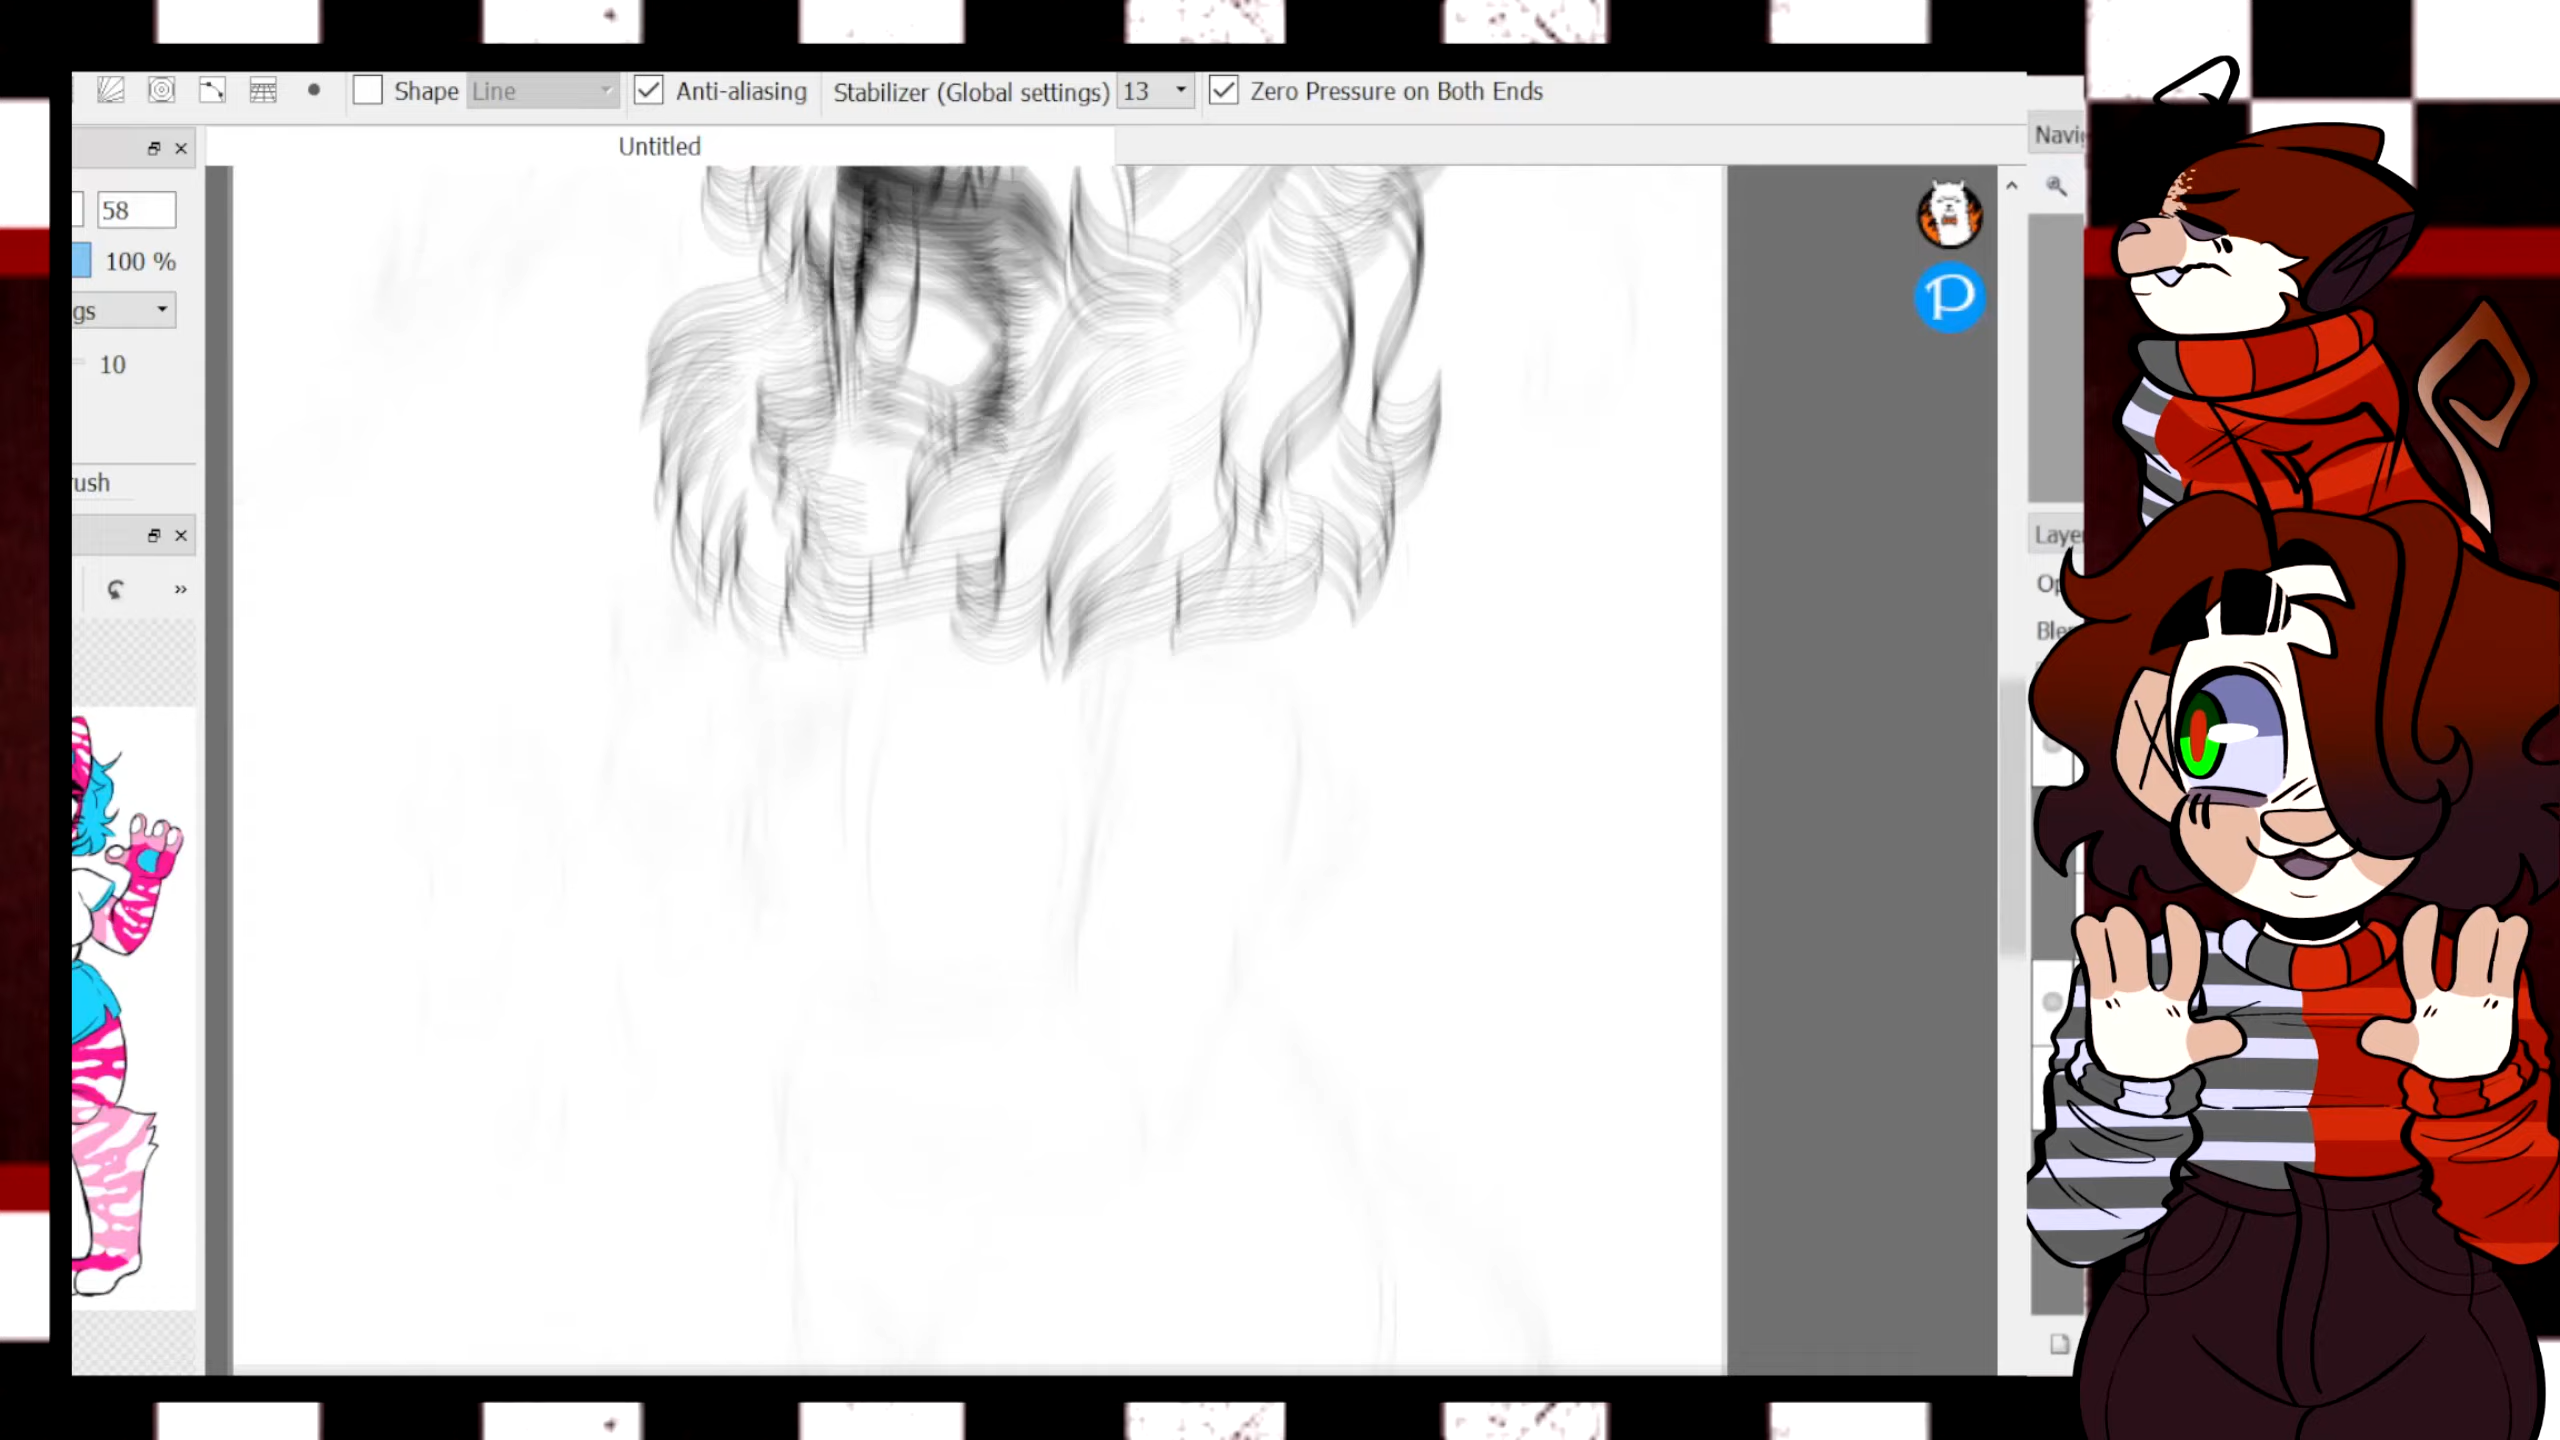 Shape Line Anti-aliasing Stabilizer (Global settings) 13 Zero Pressure on Both Ends
Untitled
Navi
58
100 %
gs
10
ush
Laye
Op
Ble
»
P